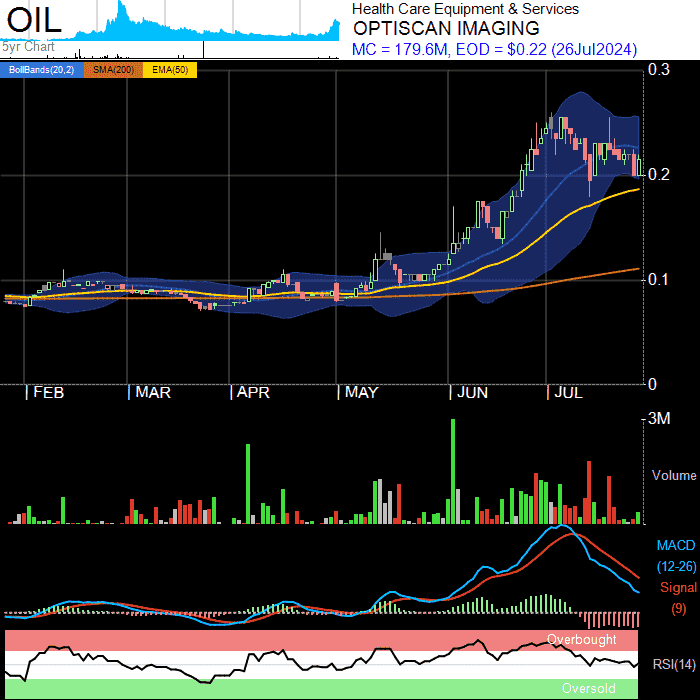 OIL
5yr Chart
Health Care Equipment & Services
OPTISCAN IMAGING
MC = 179.6M, EOD = $0.22 (26Jul2024)
BollBands(20,2) SMA(200) EMA(50)
0.3
0.2
0.1
0
FEB MAR APR MAY JUN JUL
3M
Volume
MACD
(12-26)
Signal
(9)
Overbought
RSI(14)
Oversold